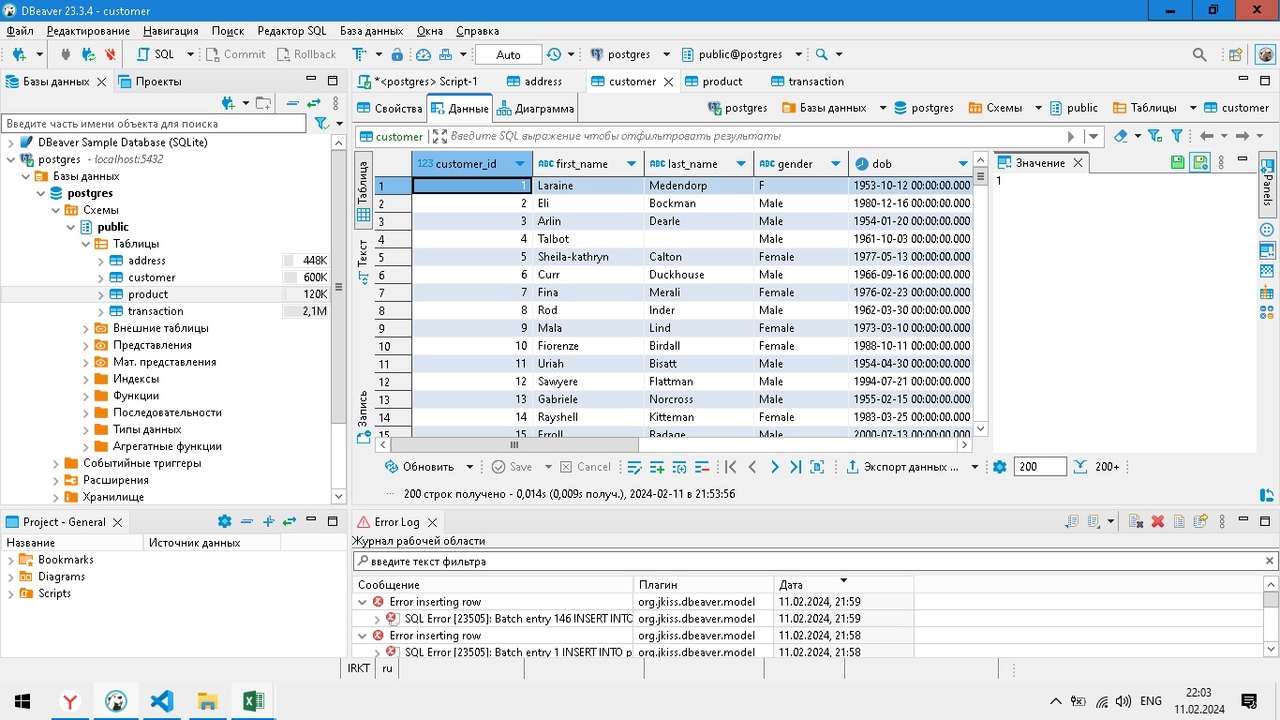 DBeaver 23.3.4 - customer
Файл Редактирование Навигация Поиск Редактор SQL База данных Окна Справка
SQL Commit Rollback Auto postgres public@postgres
Базы данных Проекты
*<postgres> Script-1 address customer product transaction
Свойства Данные Диаграмма postgres Базы данных postgres Схемы public Таблицы customer
Введите часть имени объекта для поиска
customer Введите SQL выражение чтобы отфильтровать результаты
DBeaver Sample Database (SQLite)
postgres - localhost:5432
Базы данных
postgres
Схемы
public
Таблицы
address 448K
customer 600K
product 120K
transaction 2,1M
Внешние таблицы
Представления
Мат. представления
Индексы
Функции
Последовательности
Типы данных
Агрегатные функции
Событийные триггеры
Расширения
Хранилище
Таблица
Текст
Запись
123 customer_id ABC first_name ABC last_name ABC gender dob
1 1 Laraine Medendorp F 1953-10-12 00:00:00.000
2 2 Eli Bockman Male 1980-12-16 00:00:00.000
3 3 Arlin Dearle Male 1954-01-20 00:00:00.000
4 4 Talbot Male 1961-10-03 00:00:00.000
5 5 Sheila-kathryn Calton Female 1977-05-13 00:00:00.000
6 6 Curr Duckhouse Male 1966-09-16 00:00:00.000
7 7 Fina Merali Female 1976-02-23 00:00:00.000
8 8 Rod Inder Male 1962-03-30 00:00:00.000
9 9 Mala Lind Female 1973-03-10 00:00:00.000
10 10 Fiorenze Birdall Female 1988-10-11 00:00:00.000
11 11 Uriah Bisatt Male 1954-04-30 00:00:00.000
12 12 Sawyere Flattman Male 1994-07-21 00:00:00.000
13 13 Gabriele Norcross Male 1955-02-15 00:00:00.000
14 14 Rayshell Kitteman Female 1983-03-25 00:00:00.000
15 15 Erroll Radage Male 2000-07-13 00:00:00.000
Значение
1
Panels
Обновить Save Cancel Экспорт данных ... 200 200+
200 строк получено - 0,014s (0,009s получ.), 2024-02-11 в 21:53:56
Project - General
Название Источник данных
Bookmarks
Diagrams
Scripts
Error Log
Журнал рабочей области
введите текст фильтра
Сообщение Плагин Дата
Error inserting row org.jkiss.dbeaver.model 11.02.2024, 21:59
SQL Error [23505]: Batch entry 146 INSERT INTO org.jkiss.dbeaver.model 11.02.2024, 21:59
Error inserting row org.jkiss.dbeaver.model 11.02.2024, 21:58
SQL Error [23505]: Batch entry 1 INSERT INTO p org.jkiss.dbeaver.model 11.02.2024, 21:58
IRKT ru
ENG 22:03
11.02.2024